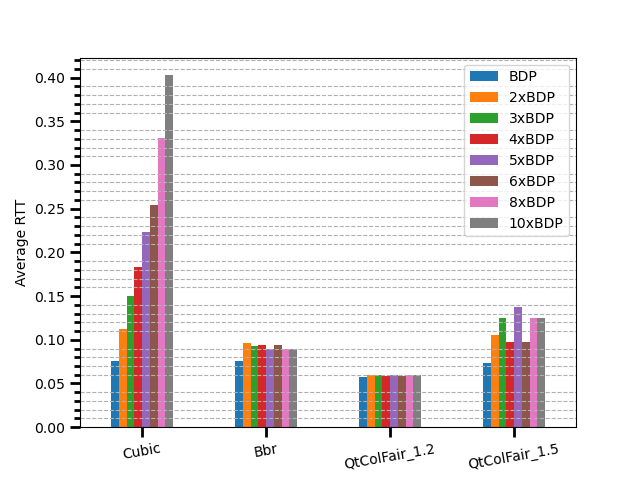 BDP
2xBDP
3xBDP
4xBDP
5xBDP
6xBDP
8xBDP
10xBDP
Average RTT
0.40
0.35
0.30
0.25
0.20
0.15
0.10
0.05
0.00
Cubic
Bbr
QtColFair_1.2
QtColFair_1.5